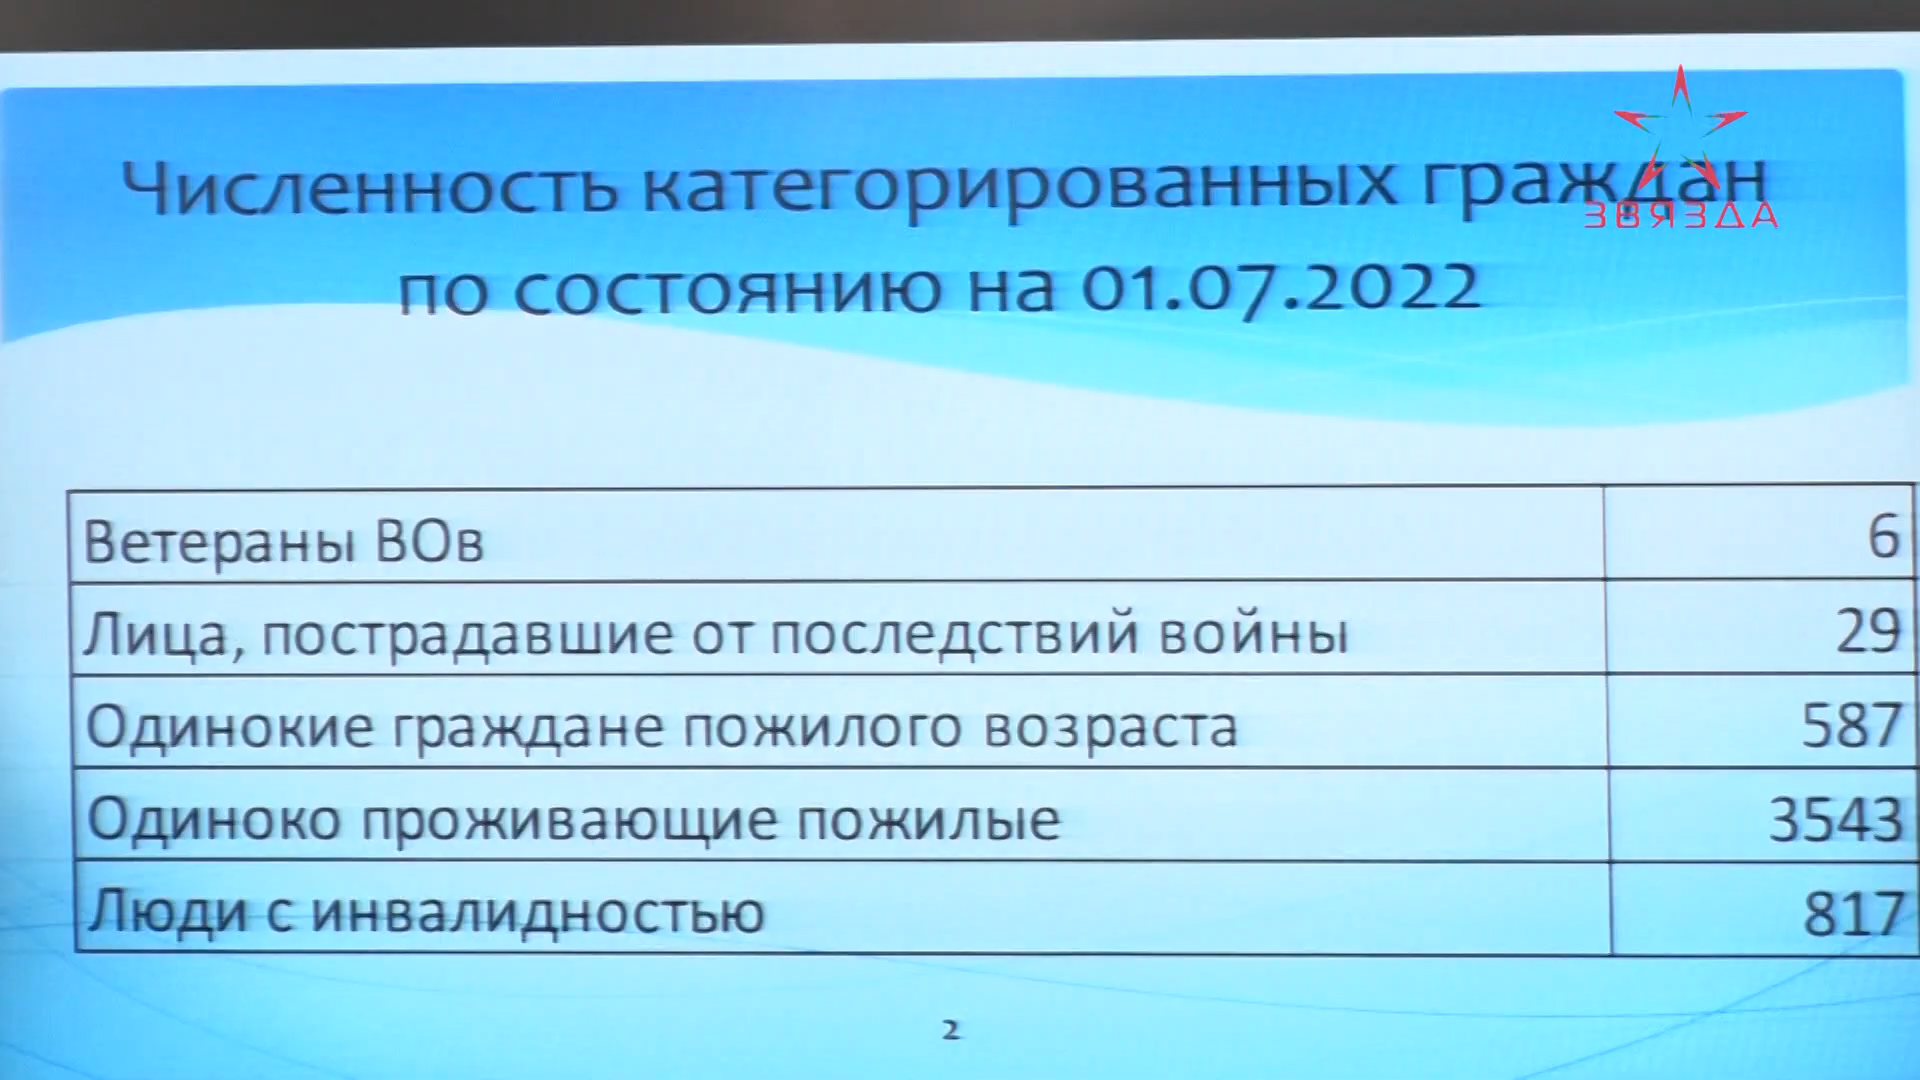 Численность категорированных граждан
ЗВЯЗДА
по состоянию на 01.07.2022
Ветераны ВОв 6
Лица, пострадавшие от последствий войны 29
Одинокие граждане пожилого возраста 587
Одиноко проживающие пожилые 3543
Люди с инвалидностью 817
2